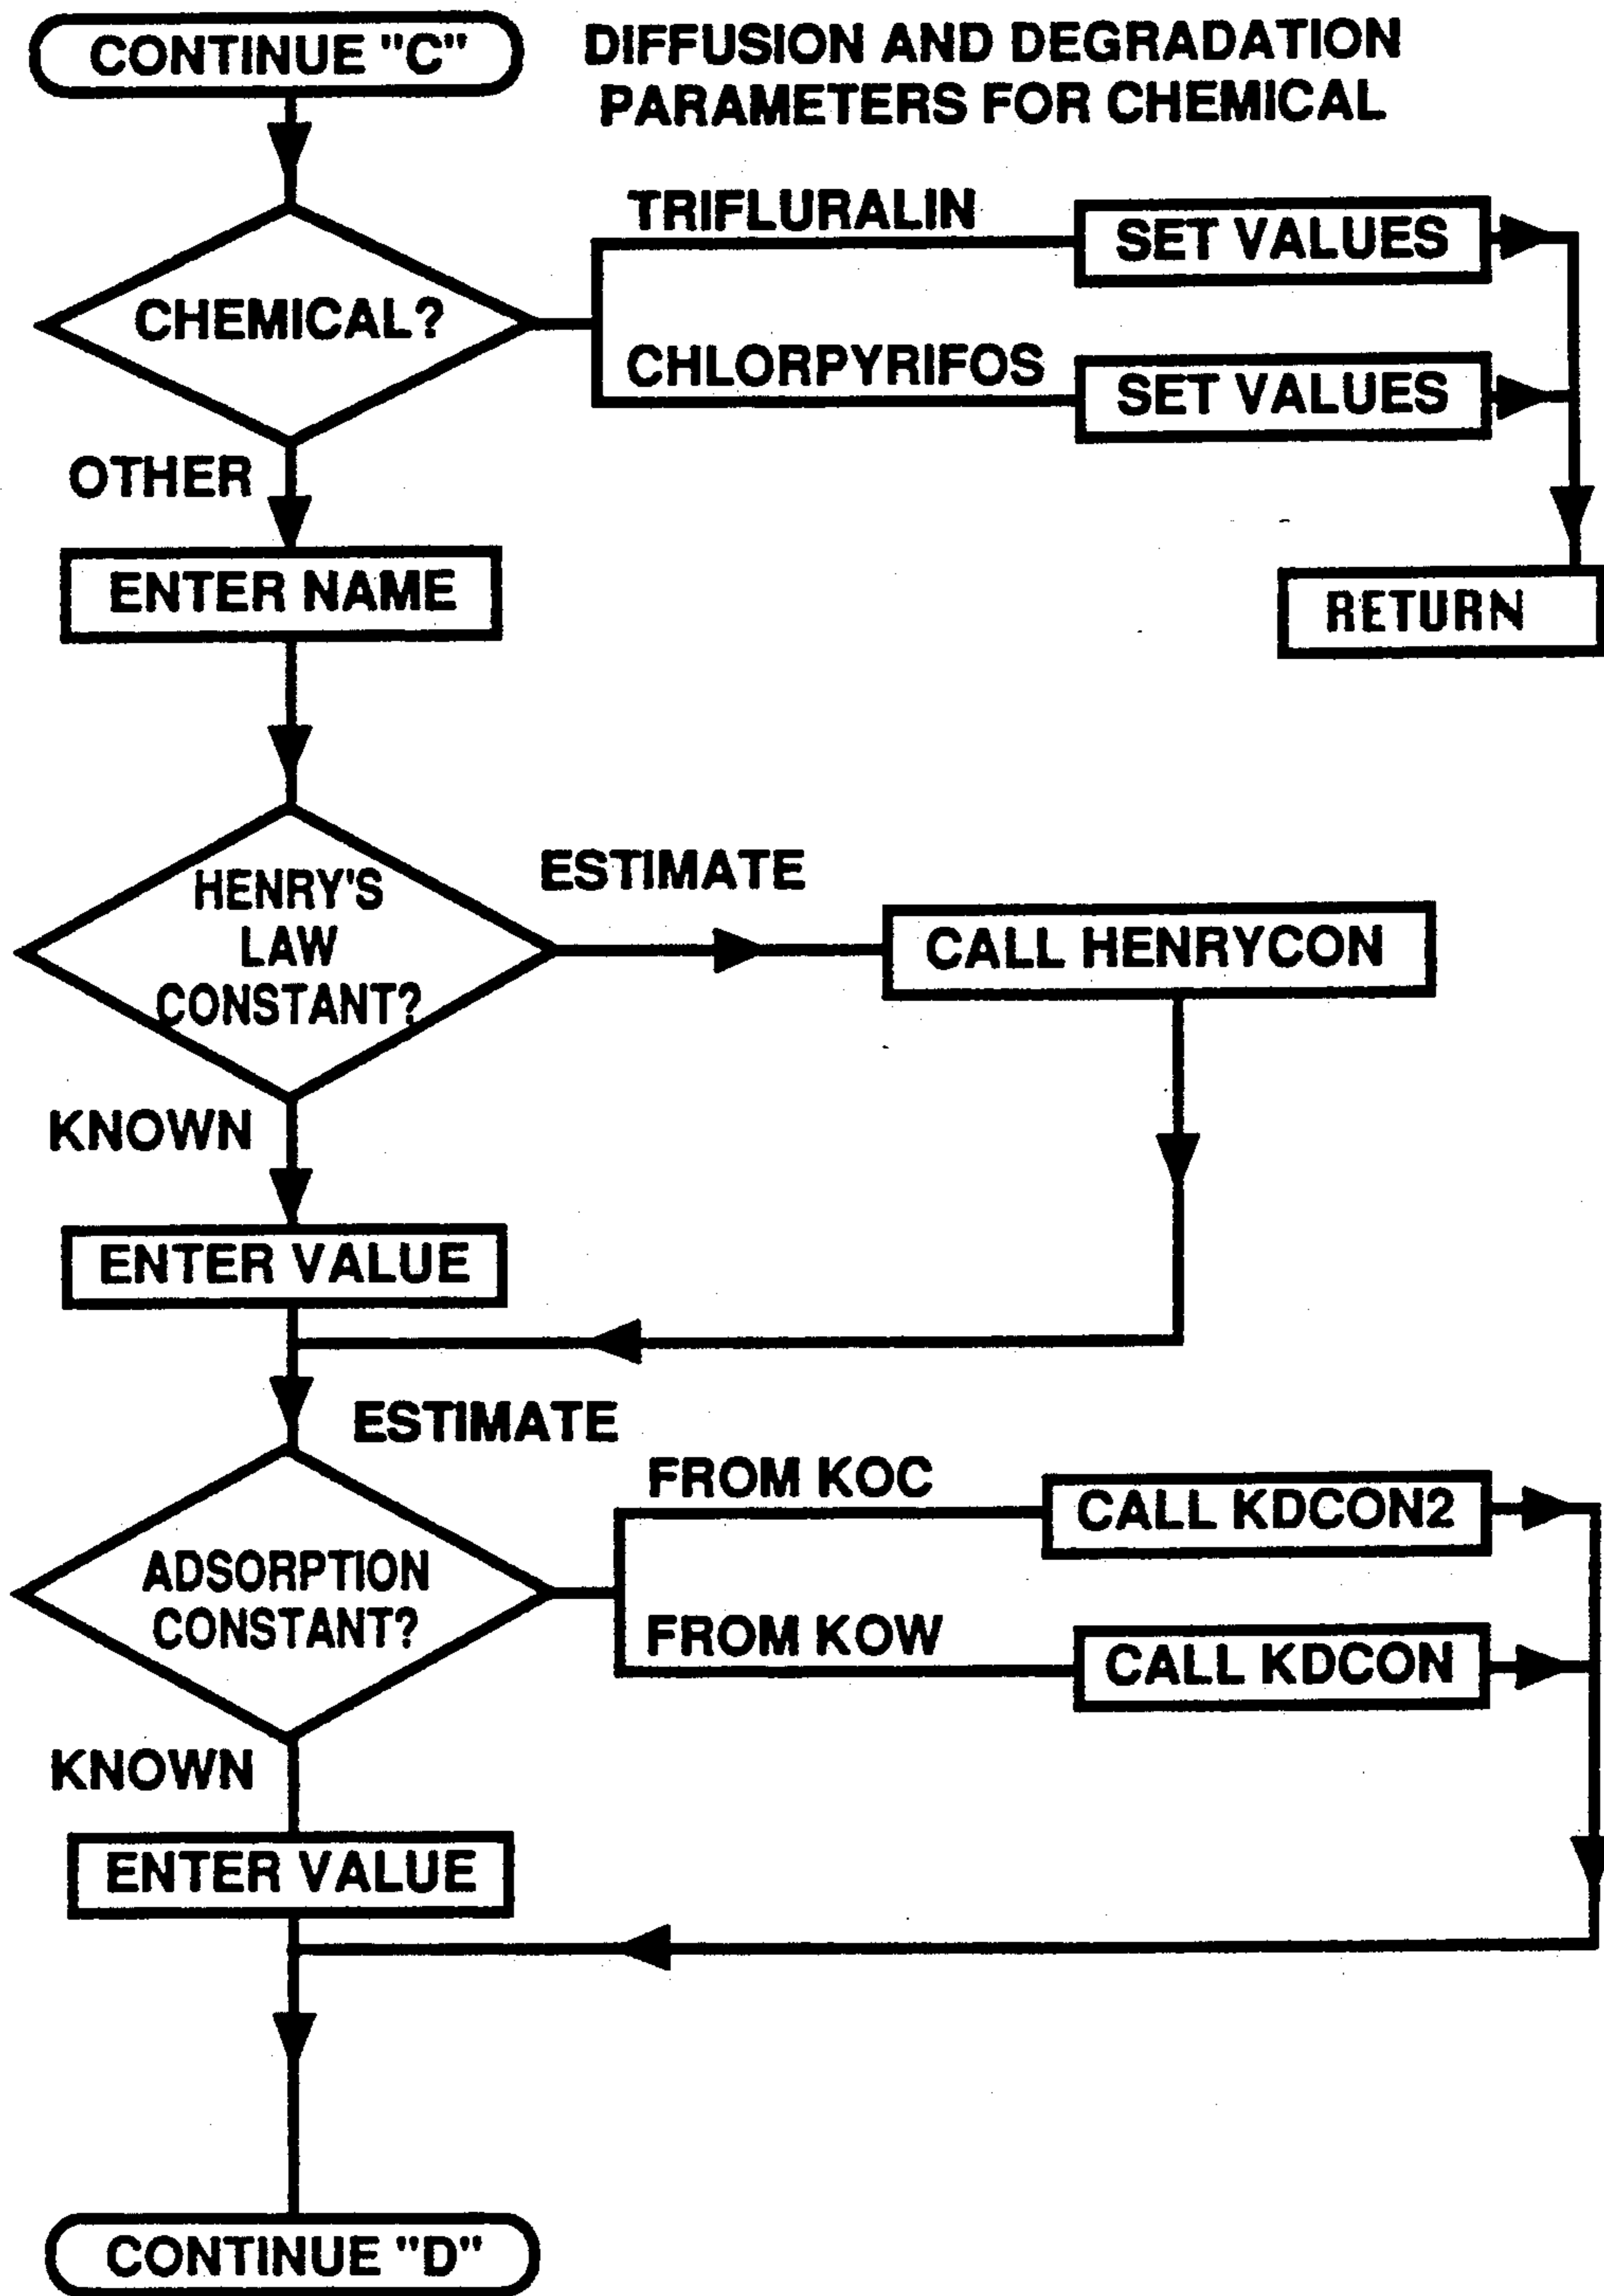 CONTINUE "C"
DIFFUSION AND DEGRADATION
PARAMETERS FOR CHEMICAL
TRIFLURALIN
SET VALUES
CHEMICAL?
CHLORPYRIFOS
SET VALUES
OTHER
ENTER NAME
RETURN
HENRY'S
LAW
CONSTANT?
ESTIMATE
CALL HENRYCON
KNOWN
ENTER VALUE
ESTIMATE
FROM KOC
CALL KDCON2
ADSORPTION
CONSTANT?
FROM KOW
CALL KDCON
KNOWN
ENTER VALUE
CONTINUE "D"